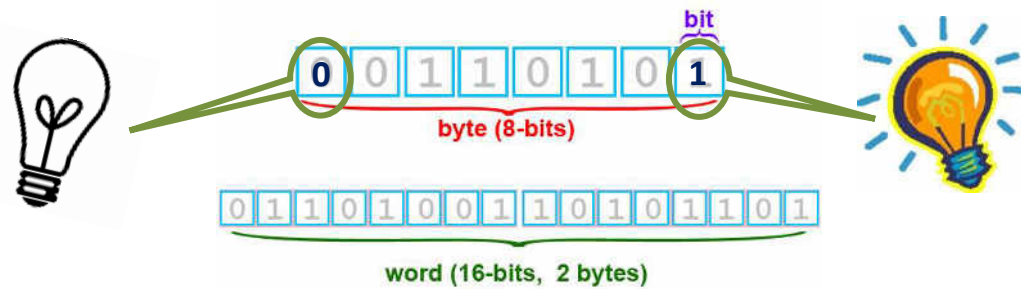 bit
0 0 1 1 0 1 0 1
byte (8-bits)
0 1 1 0 1 0 0 1 1 0 1 0 1 1 0 1
word (16-bits, 2 bytes)